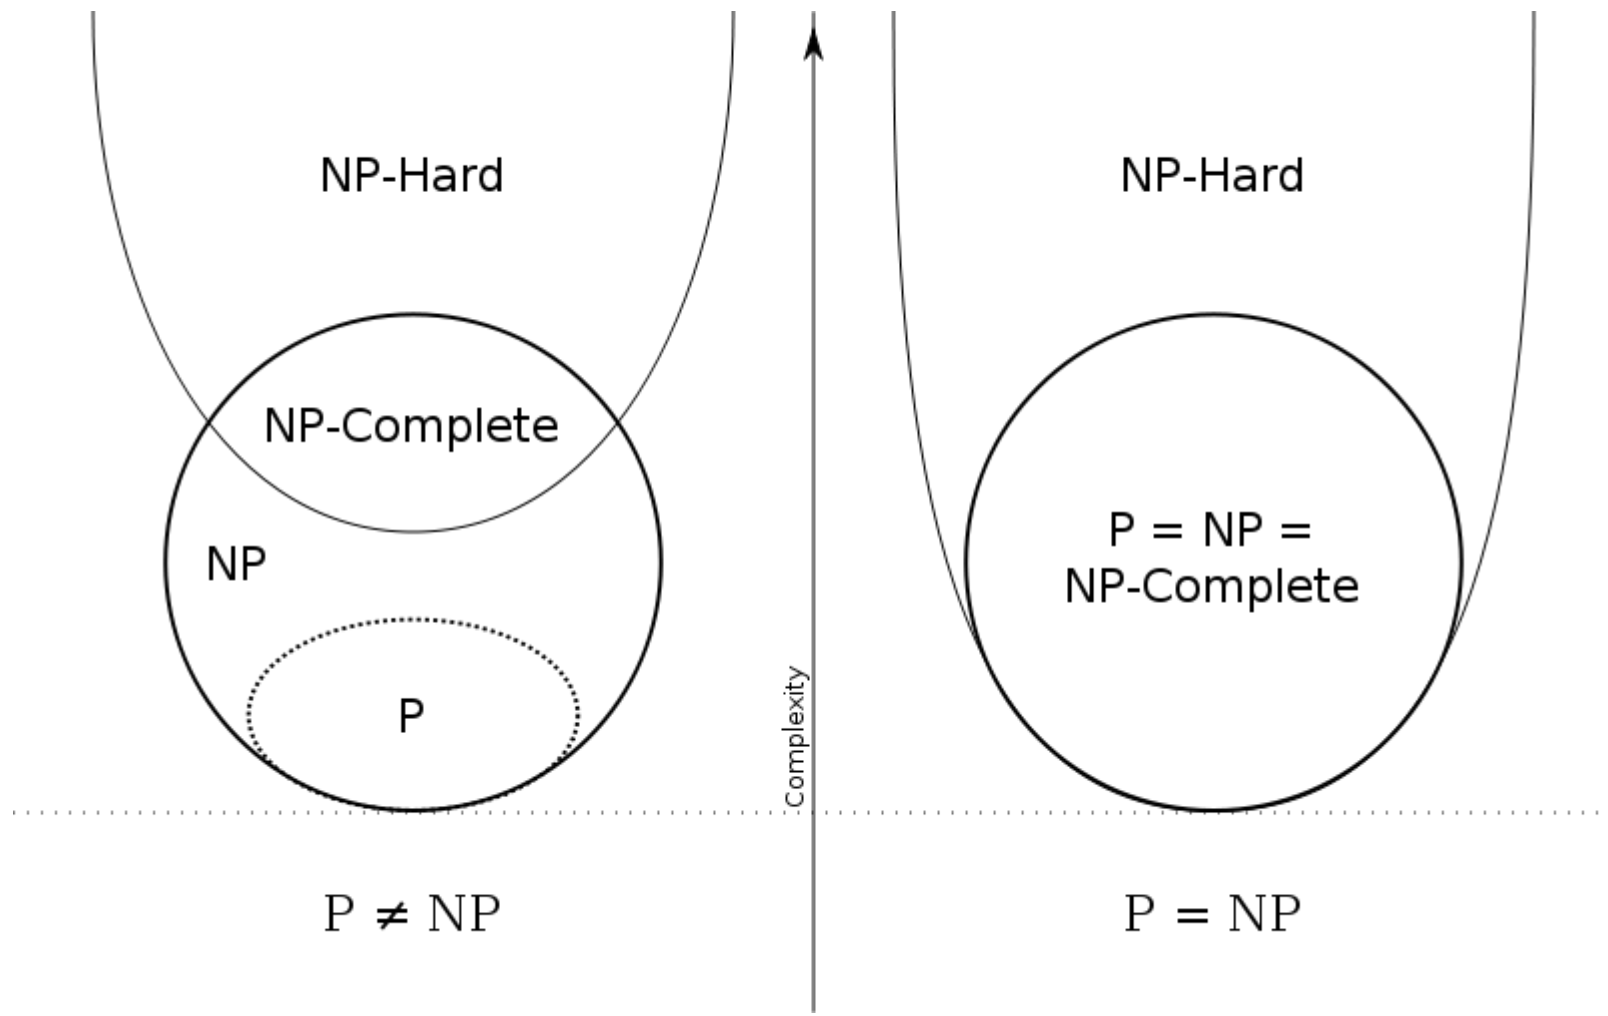 NP-Hard
NP-Complete
NP
P
P ≠ NP
Complexity
NP-Hard
P = NP =
NP-Complete
P = NP